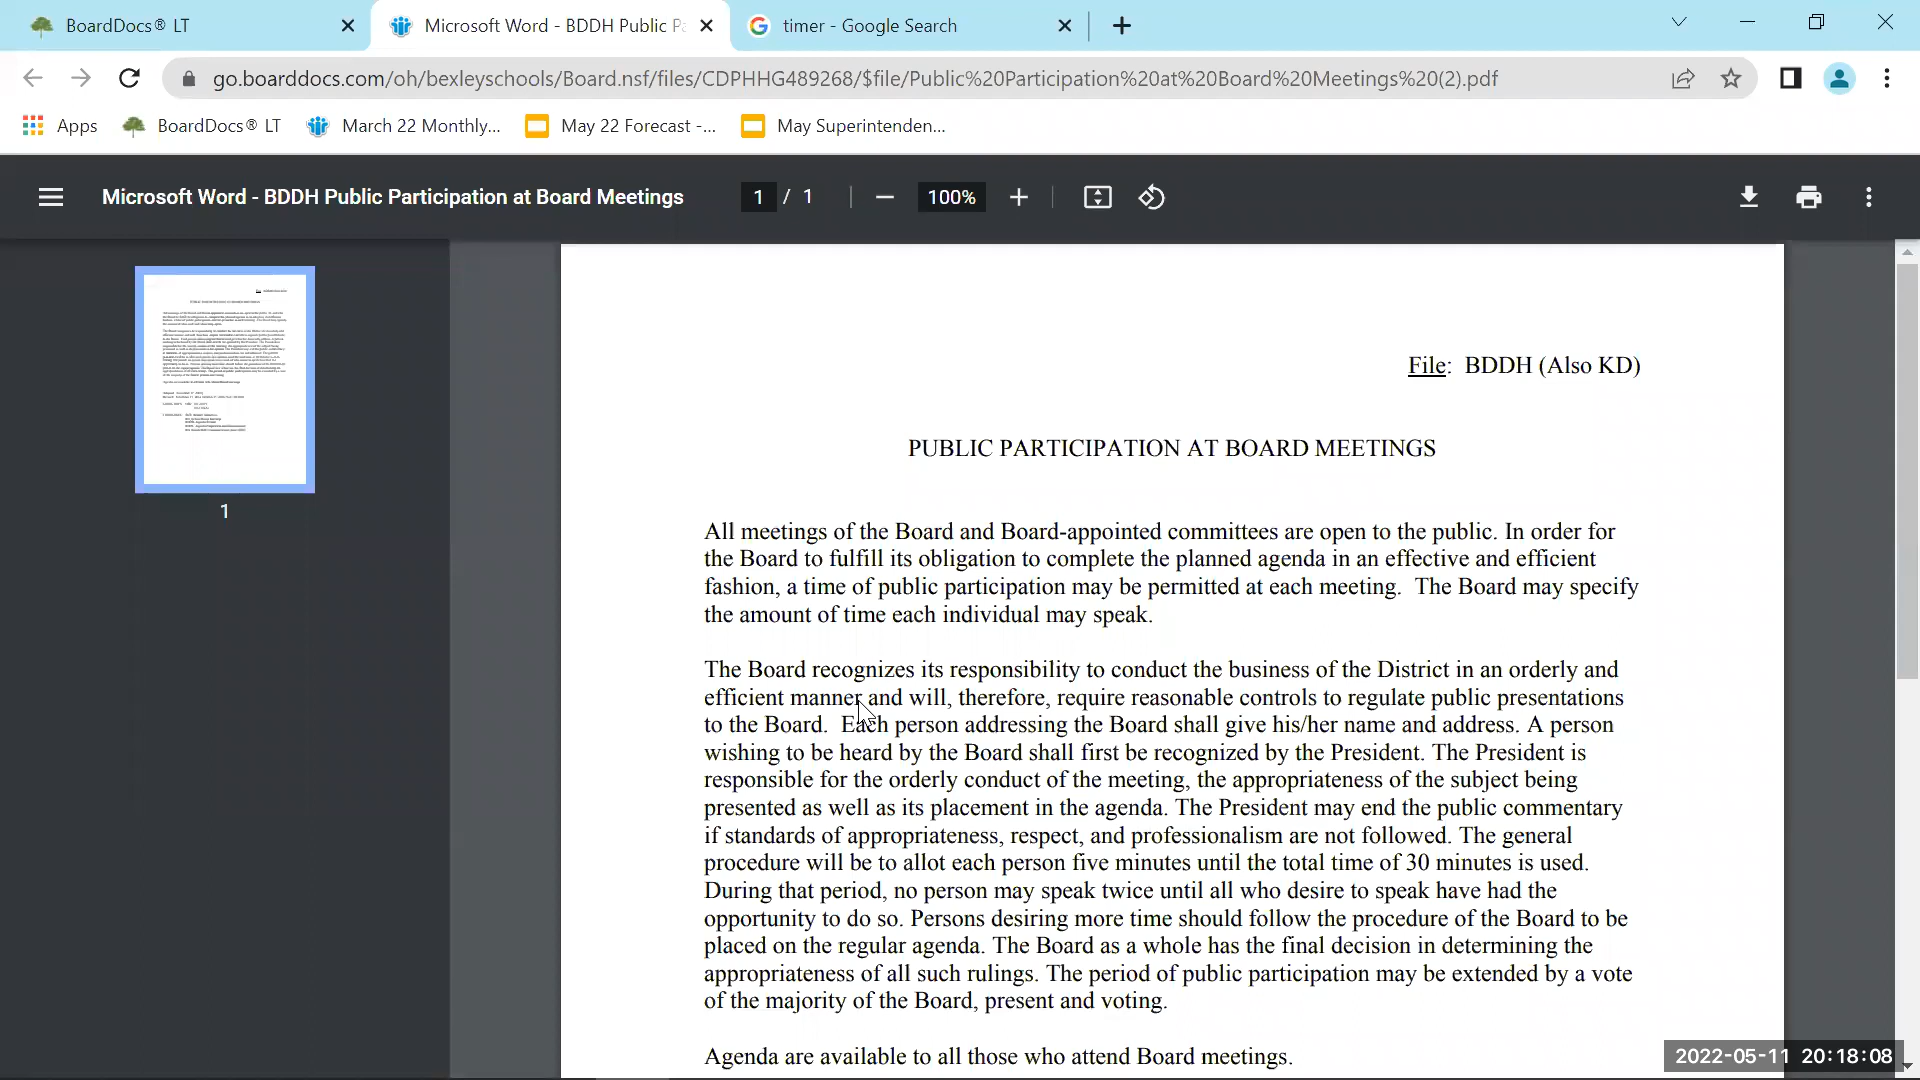 BoardDocs® LT
Microsoft Word - BDDH Public Pa
timer - Google Search
go.boarddocs.com/oh/bexleyschools/Board.nsf/files/CDPHHG489268/$file/Public%20Participation%20at%20Board%20Meetings%20(2).pdf
Apps BoardDocs® LT March 22 Monthly... May 22 Forecast -... May Superintenden...
Microsoft Word - BDDH Public Participation at Board Meetings 1 / 1 100%
1
File: BDDH (Also KD)
PUBLIC PARTICIPATION AT BOARD MEETINGS
All meetings of the Board and Board-appointed committees are open to the public. In order for
the Board to fulfill its obligation to complete the planned agenda in an effective and efficient
fashion, a time of public participation may be permitted at each meeting. The Board may specify
the amount of time each individual may speak.
The Board recognizes its responsibility to conduct the business of the District in an orderly and
efficient manner and will, therefore, require reasonable controls to regulate public presentations
to the Board. Each person addressing the Board shall give his/her name and address. A person
wishing to be heard by the Board shall first be recognized by the President. The President is
responsible for the orderly conduct of the meeting, the appropriateness of the subject being
presented as well as its placement in the agenda. The President may end the public commentary
if standards of appropriateness, respect, and professionalism are not followed. The general
procedure will be to allot each person five minutes until the total time of 30 minutes is used.
During that period, no person may speak twice until all who desire to speak have had the
opportunity to do so. Persons desiring more time should follow the procedure of the Board to be
placed on the regular agenda. The Board as a whole has the final decision in determining the
appropriateness of all such rulings. The period of public participation may be extended by a vote
of the majority of the Board, present and voting.
Agenda are available to all those who attend Board meetings.
2022-05-11 20:18:08